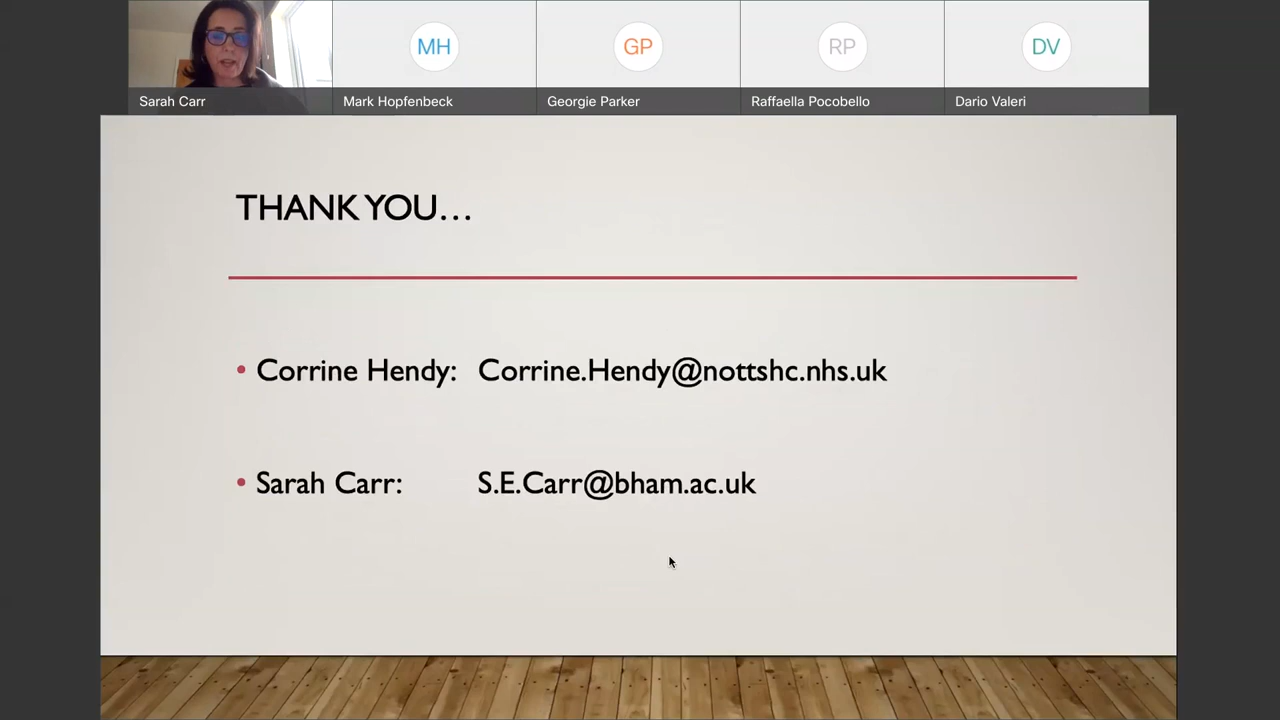 MH
GP
RP
DV
Sarah Carr
Mark Hopfenbeck
Georgie Parker
Raffaella Pocobello
Dario Valeri
THANK YOU…
• Corrine Hendy: Corrine.Hendy@nottshc.nhs.uk
• Sarah Carr: S.E.Carr@bham.ac.uk